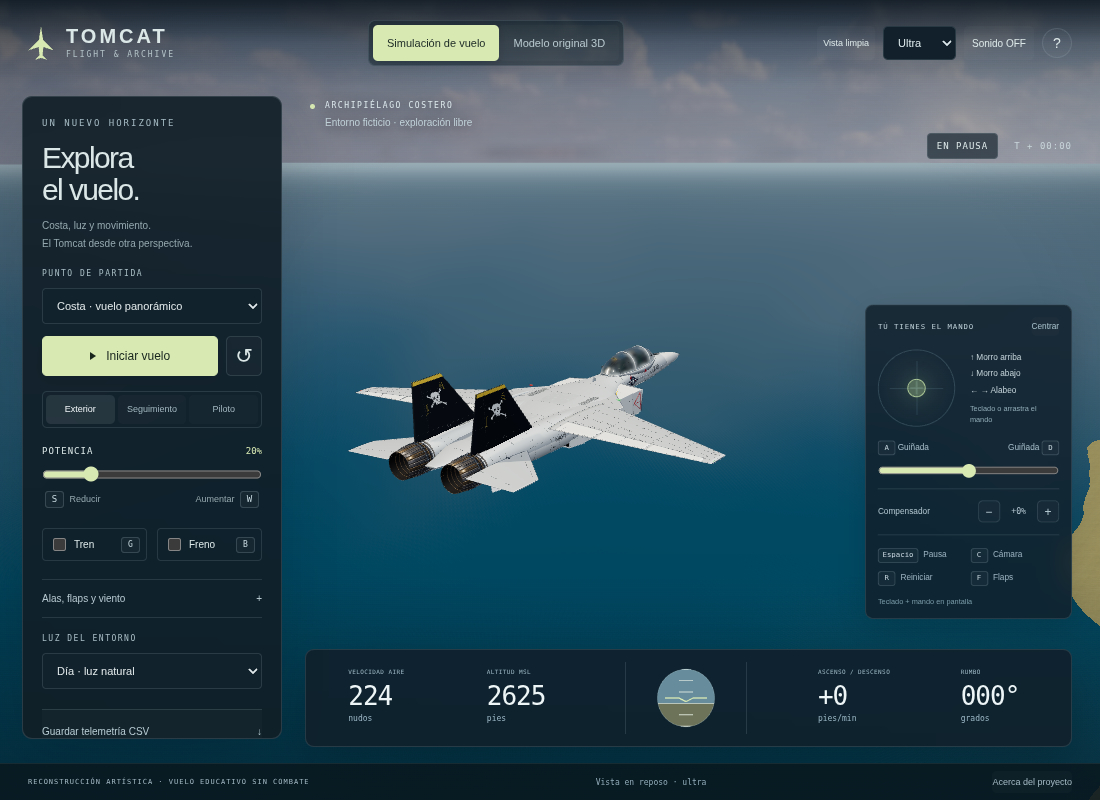 TOMCAT
FLIGHT & ARCHIVE
Simulación de vuelo
Modelo original 3D
Vista limpia
Ultra
Sonido OFF
?
UN NUEVO HORIZONTE
Explora
el vuelo.
Costa, luz y movimiento.
El Tomcat desde otra perspectiva.
PUNTO DE PARTIDA
Costa · vuelo panorámico
Iniciar vuelo
↺
Exterior
Seguimiento
Piloto
POTENCIA
20%
S Reducir
Aumentar W
Tren G
Freno B
Alas, flaps y viento +
LUZ DEL ENTORNO
Día · luz natural
Guardar telemetría CSV ↓
ARCHIPIÉLAGO COSTERO
Entorno ficticio · exploración libre
EN PAUSA
T + 00:00
TÚ TIENES EL MANDO
Centrar
↑ Morro arriba
↓ Morro abajo
← → Alabeo
Teclado o arrastra el
mando
A Guiñada
Guiñada D
Compensador
− +0% +
Espacio Pausa
C Cámara
R Reiniciar
F Flaps
Teclado + mando en pantalla
VELOCIDAD AIRE
224
nudos
ALTITUD MSL
2625
pies
ASCENSO / DESCENSO
+0
pies/min
RUMBO
000°
grados
RECONSTRUCCIÓN ARTÍSTICA · VUELO EDUCATIVO SIN COMBATE
Vista en reposo · ultra
Acerca del proyecto